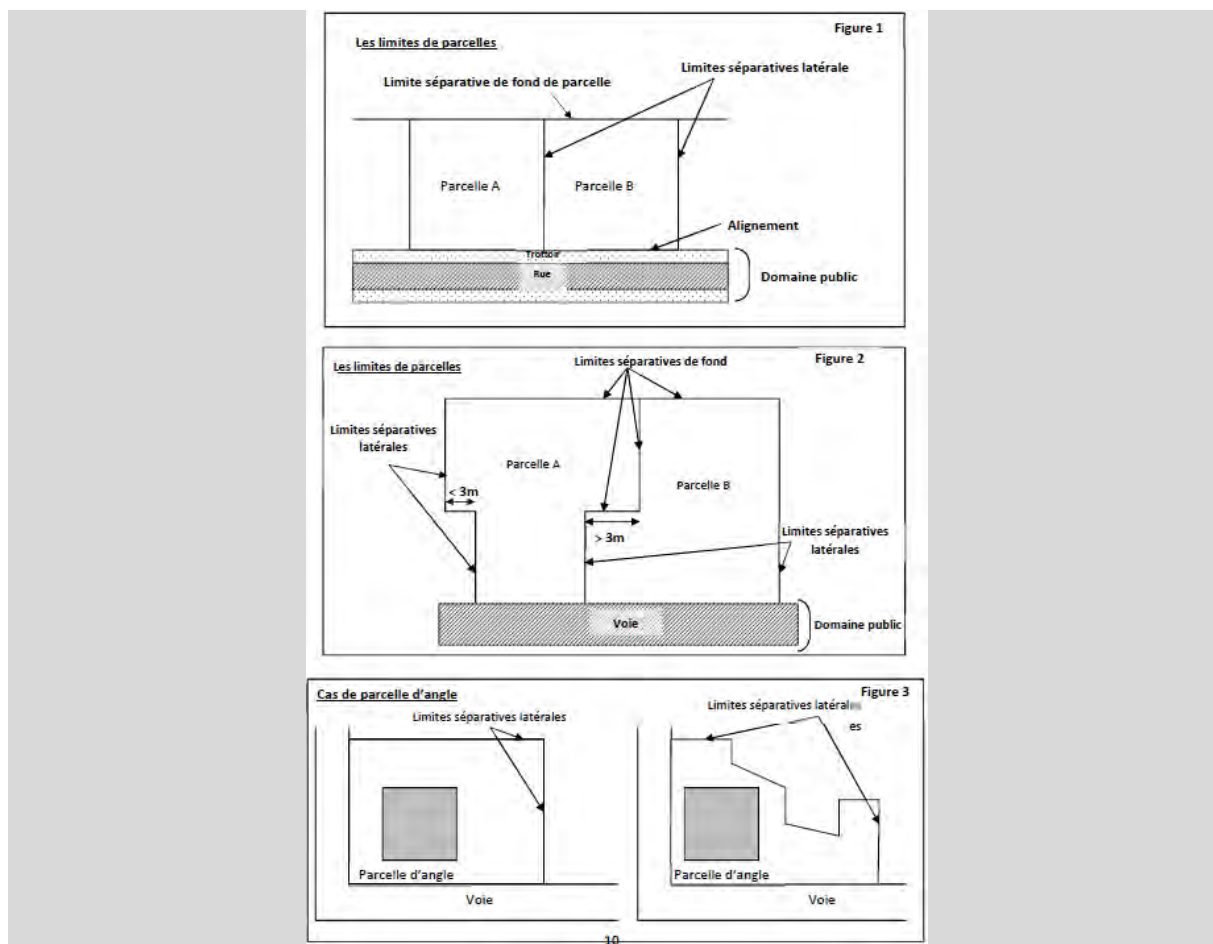 Figure 1
Les limites de parcelles
Limites séparatives latérale
Limite séparative de fond de parcelle
Parcelle A
Parcelle B
Alignement
Trottoir
Rue
Domaine public
Figure 2
Les limites de parcelles
Limites séparatives de fond
Limites séparatives
latérales
Parcelle A
Parcelle B
< 3m
> 3m
Limites séparatives
latérales
Voie
Domaine public
Figure 3
Cas de parcelle d'angle
Limites séparatives latérales
Limites séparatives latérales
es
Parcelle d'angle
Parcelle d'angle
Voie
Voie
10